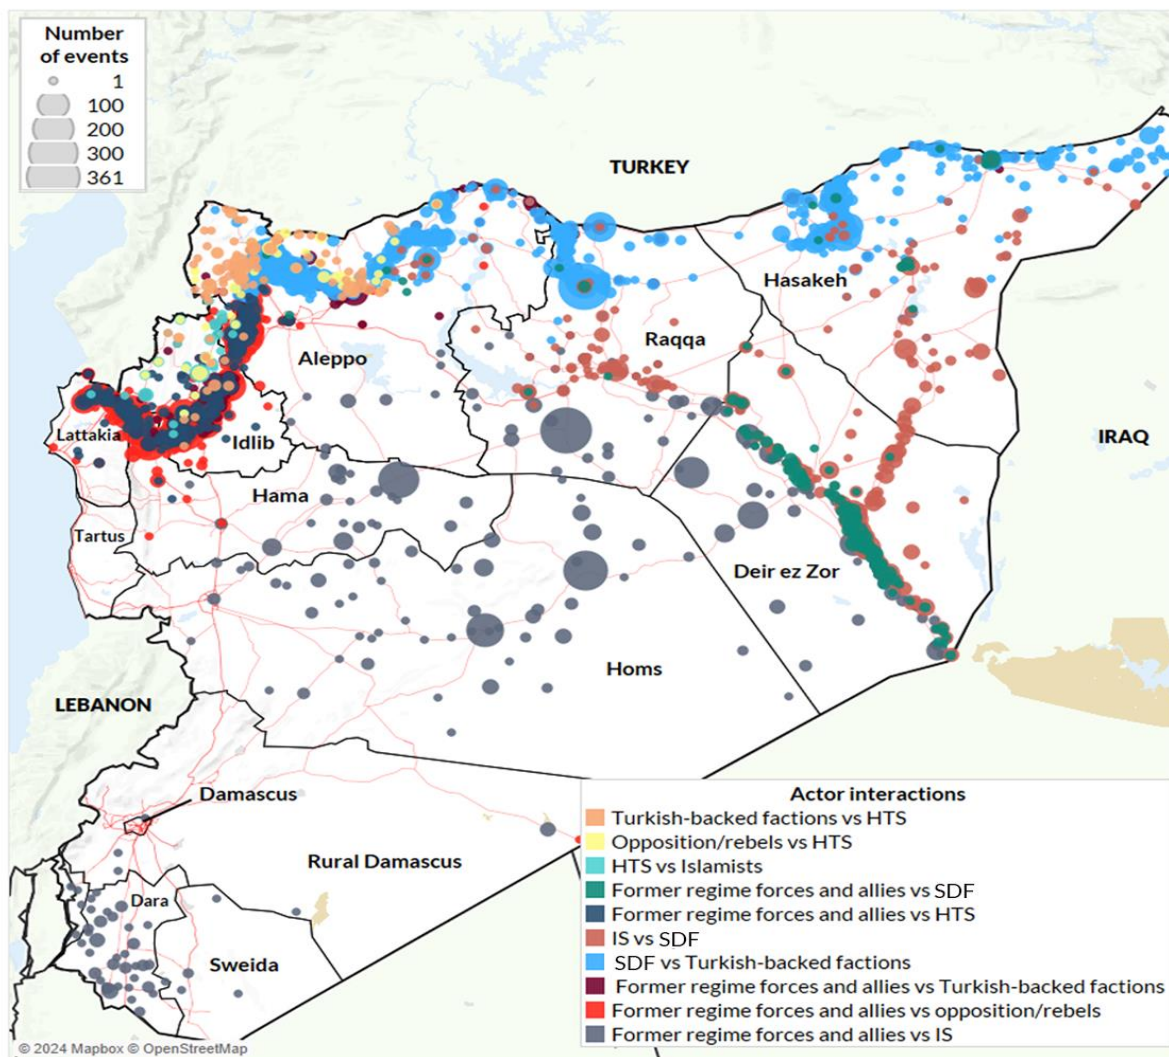 Number
of events
1
100
200
300
361
TURKEY
Hasakeh
Raqqa
Aleppo
Lattakia
Idlib
IRAQ
Hama
Tartus
Deir ez Zor
Homs
LEBANON
Damascus
Rural Damascus
Dara
Sweida
Actor interactions
Turkish-backed factions vs HTS
Opposition/rebels vs HTS
HTS vs Islamists
Former regime forces and allies vs SDF
Former regime forces and allies vs HTS
IS vs SDF
SDF vs Turkish-backed factions
Former regime forces and allies vs Turkish-backed factions
Former regime forces and allies vs opposition/rebels
Former regime forces and allies vs IS
© 2024 Mapbox © OpenStreetMap